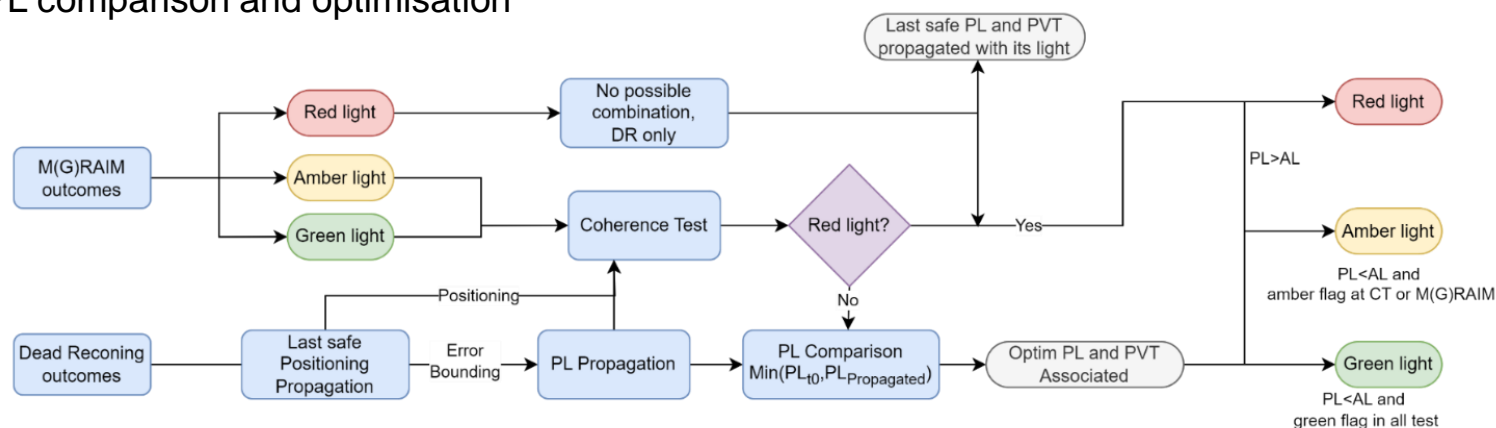 PL comparison and optimisation
Last safe PL and PVT
propagated with its light
Red light
No possible
combination,
DR only
Red light
M(G)RAIM
outcomes
Amber light
PL>AL
Green light
Coherence Test
Red light?
Yes
Amber light
PL<AL and
amber flag at CT or M(G)RAIM
Positioning
No
Dead Reconing
outcomes
Last safe
Positioning
Propagation
Error
Bounding
PL Propagation
PL Comparison
Min(PLt0,PLPropagated)
Optim PL and PVT
Associated
Green light
PL<AL and
green flag in all test